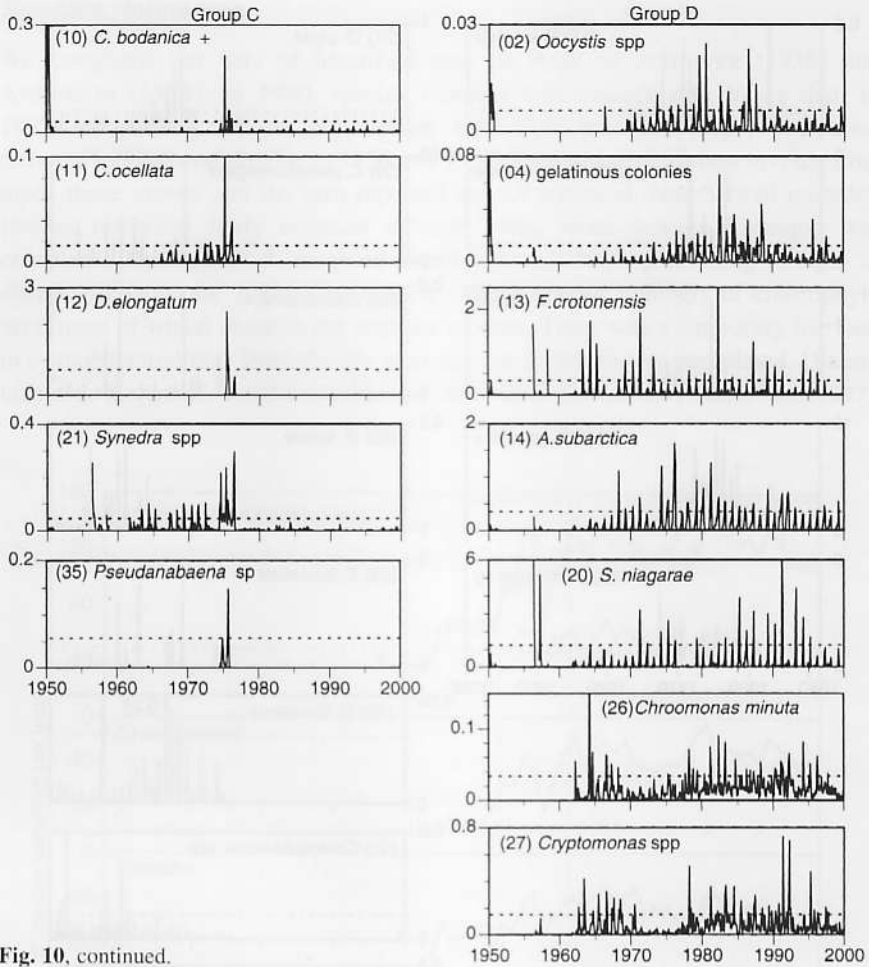 Group C
0.3
(10) C. bodanica +
0
0.1
(11) C.ocellata
0
3
(12) D.elongatum
0
0.4
(21) Synedra spp
0
0.2
(35) Pseudanabaena sp
0
1950 1960 1970 1980 1990 2000
Group D
0.03
(02) Oocystis spp
0
0.08
(04) gelatinous colonies
0
2
(13) F.crotonensis
0
2
(14) A.subarctica
0
6
(20) S. niagarae
0
(26)Chroomonas minuta
0.1
0
0.8
(27) Cryptomonas spp
0
1950 1960 1970 1980 1990 2000
Fig. 10, continued.